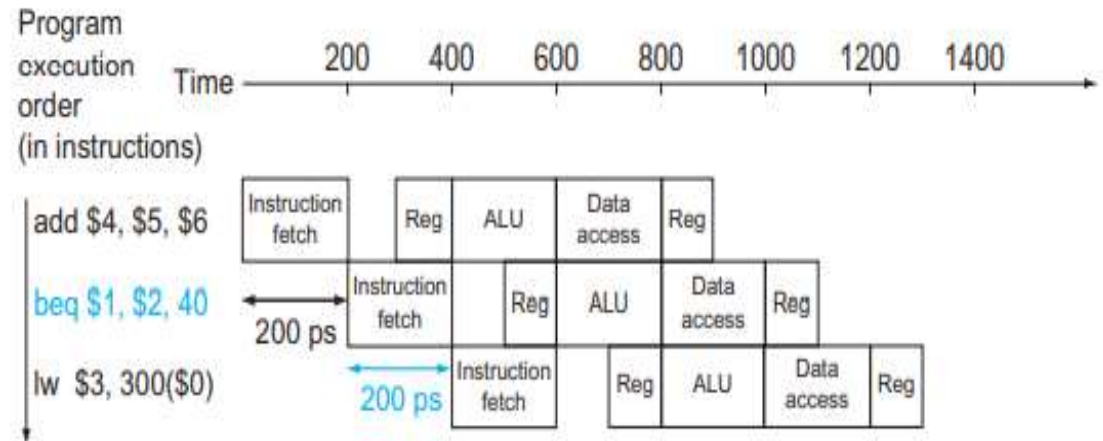 Program
execution
order
(in instructions)
Time
200 400 600 800 1000 1200 1400
add $4, $5, $6
Instruction
fetch
Reg
ALU
Data
access
Reg
beq $1, $2, 40
200 ps
Instruction
fetch
Reg
ALU
Data
access
Reg
lw $3, 300($0)
200 ps
Instruction
fetch
Reg
ALU
Data
access
Reg